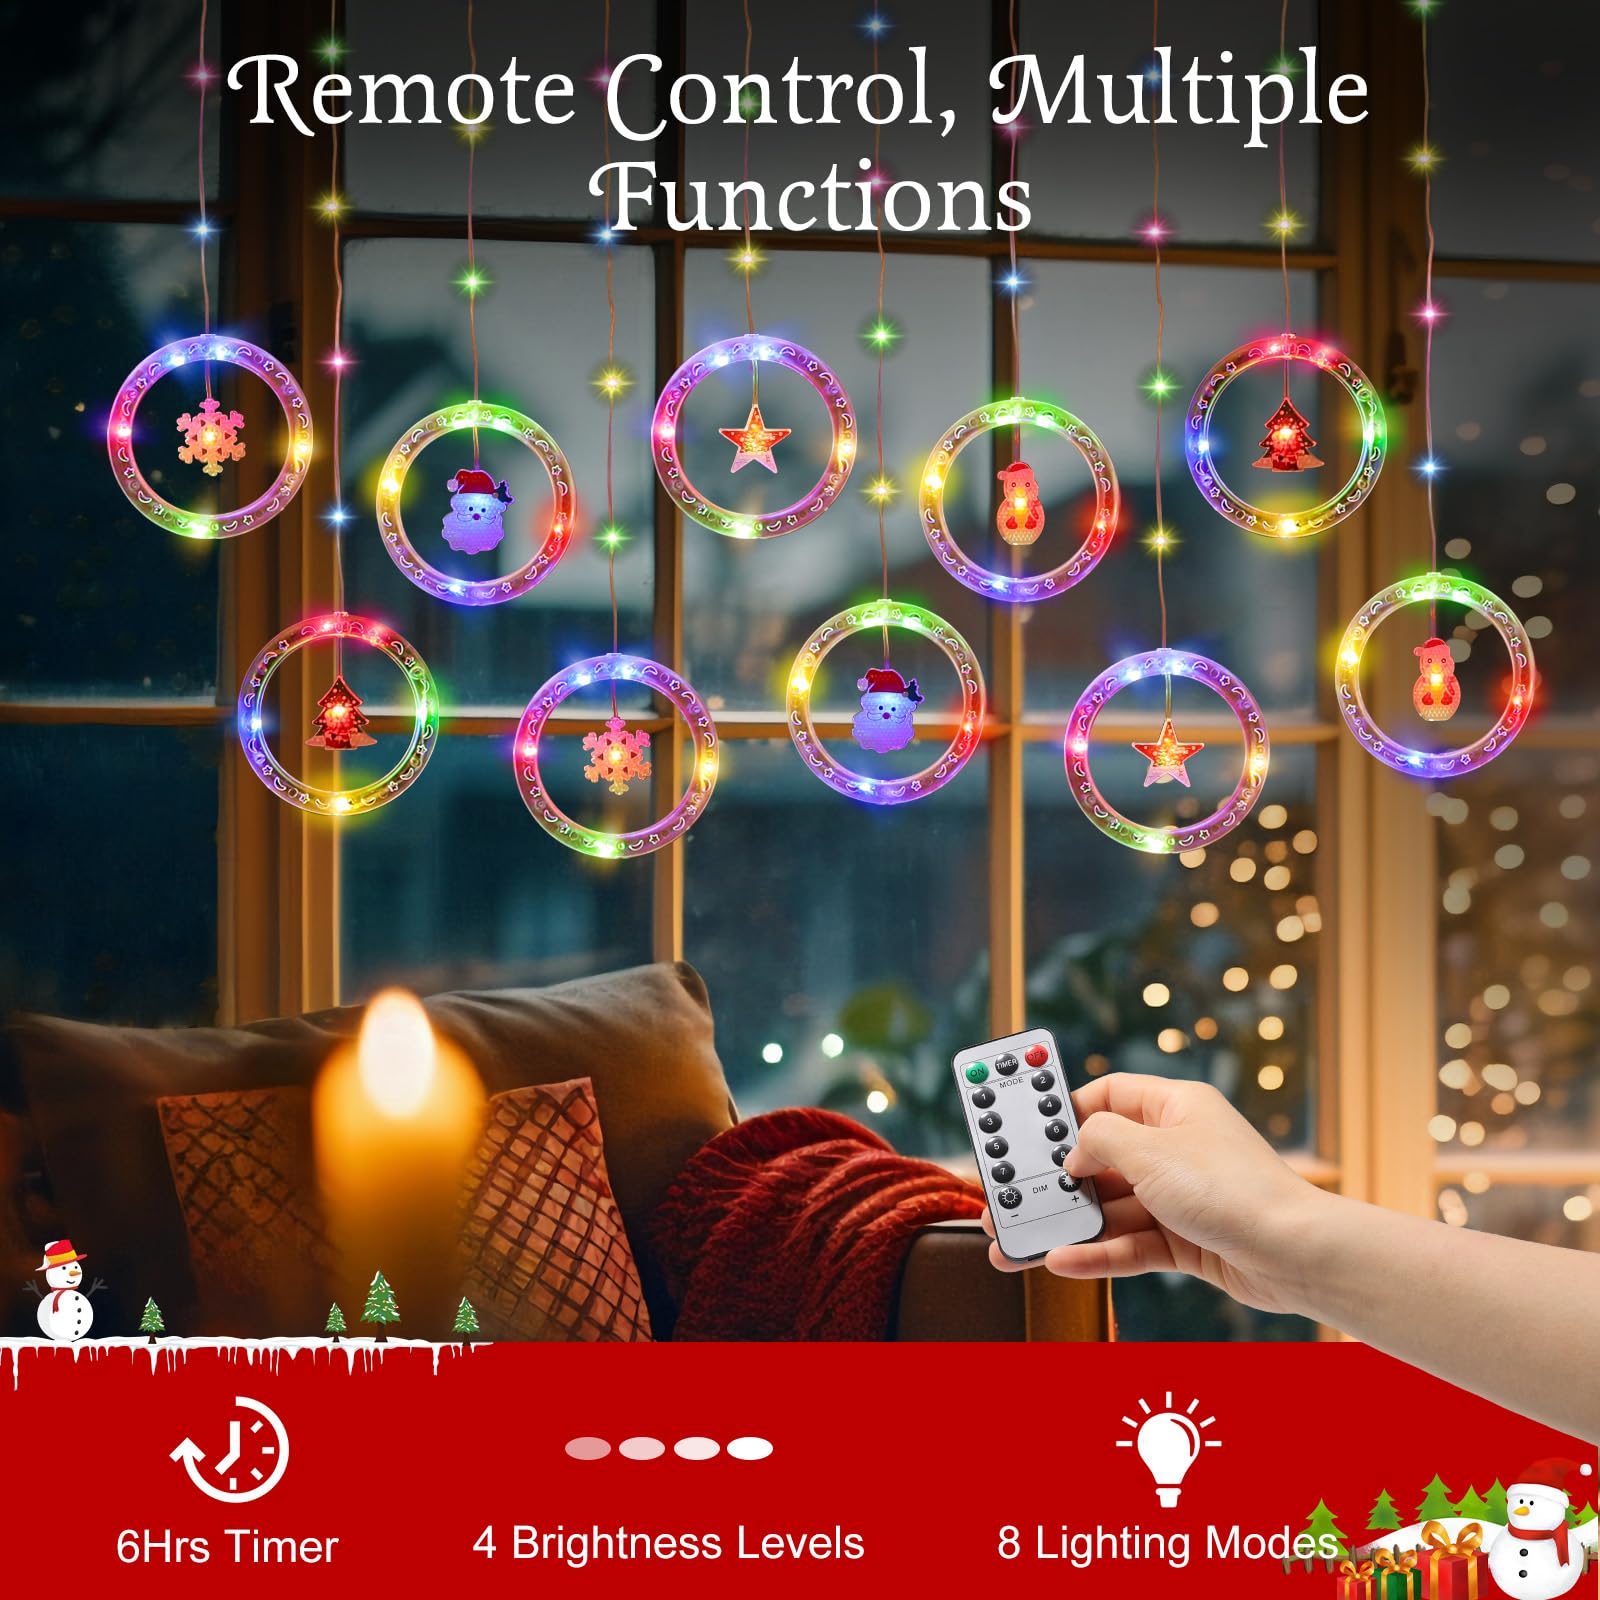 Remote Control, Multiple
Functions
ON TIMER OFF
MODE
1 2
3 4
5 6
7 8
DIM
- +
6Hrs Timer
4 Brightness Levels
8 Lighting Modes